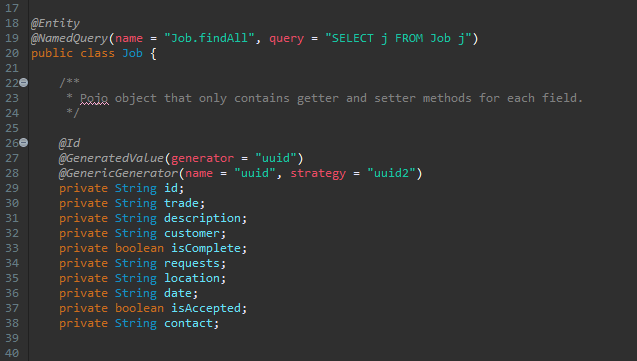 17
18 @Entity
19 @NamedQuery(name = "Job.findAll", query = "SELECT j FROM Job j")
20 public class Job {
21
22 /**
23 * Pojo object that only contains getter and setter methods for each field.
24 */
25
26 @Id
27 @GeneratedValue(generator = "uuid")
28 @GenericGenerator(name = "uuid", strategy = "uuid2")
29 private String id;
30 private String trade;
31 private String description;
32 private String customer;
33 private boolean isComplete;
34 private String requests;
35 private String location;
36 private String date;
37 private boolean isAccepted;
38 private String contact;
39
40